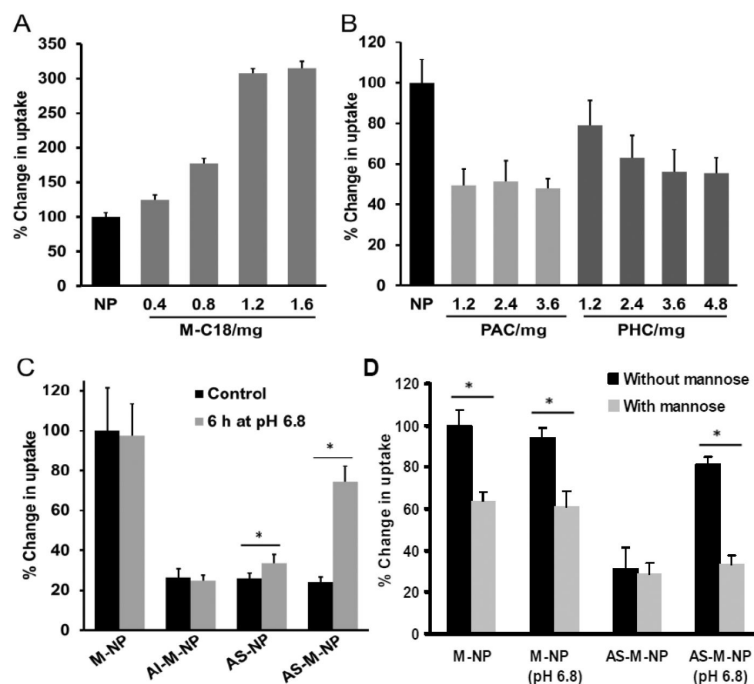 A
% Change in uptake
350
300
250
200
150
100
50
0
NP
0.4
0.8
1.2
1.6
M-C18/mg
B
% Change in uptake
120
100
80
60
40
20
0
NP
1.2
2.4
3.6
1.2
2.4
3.6
4.8
PAC/mg
PHC/mg
C
% Change in uptake
120
100
80
60
40
20
0
Control
6 h at pH 6.8
*
*
M-NP
AI-M-NP
AS-NP
AS-M-NP
D
% Change in uptake
120
100
80
60
40
20
0
Without mannose
With mannose
*
*
*
M-NP
M-NP
(pH 6.8)
AS-M-NP
AS-M-NP
(pH 6.8)